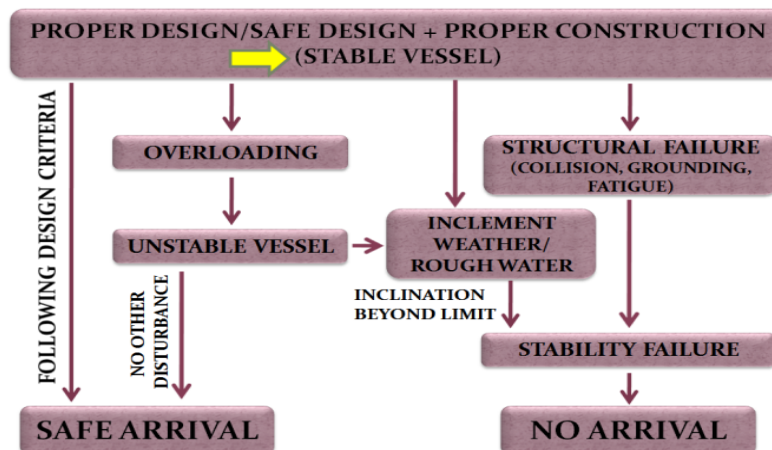 PROPER DESIGN/SAFE DESIGN + PROPER CONSTRUCTION
(STABLE VESSEL)
FOLLOWING DESIGN CRITERIA
OVERLOADING
STRUCTURAL FAILURE
(COLLISION, GROUNDING,
FATIGUE)
UNSTABLE VESSEL
INCLEMENT
WEATHER/
ROUGH WATER
NO OTHER
DISTURBANCE
INCLINATION
BEYOND LIMIT
STABILITY FAILURE
SAFE ARRIVAL
NO ARRIVAL